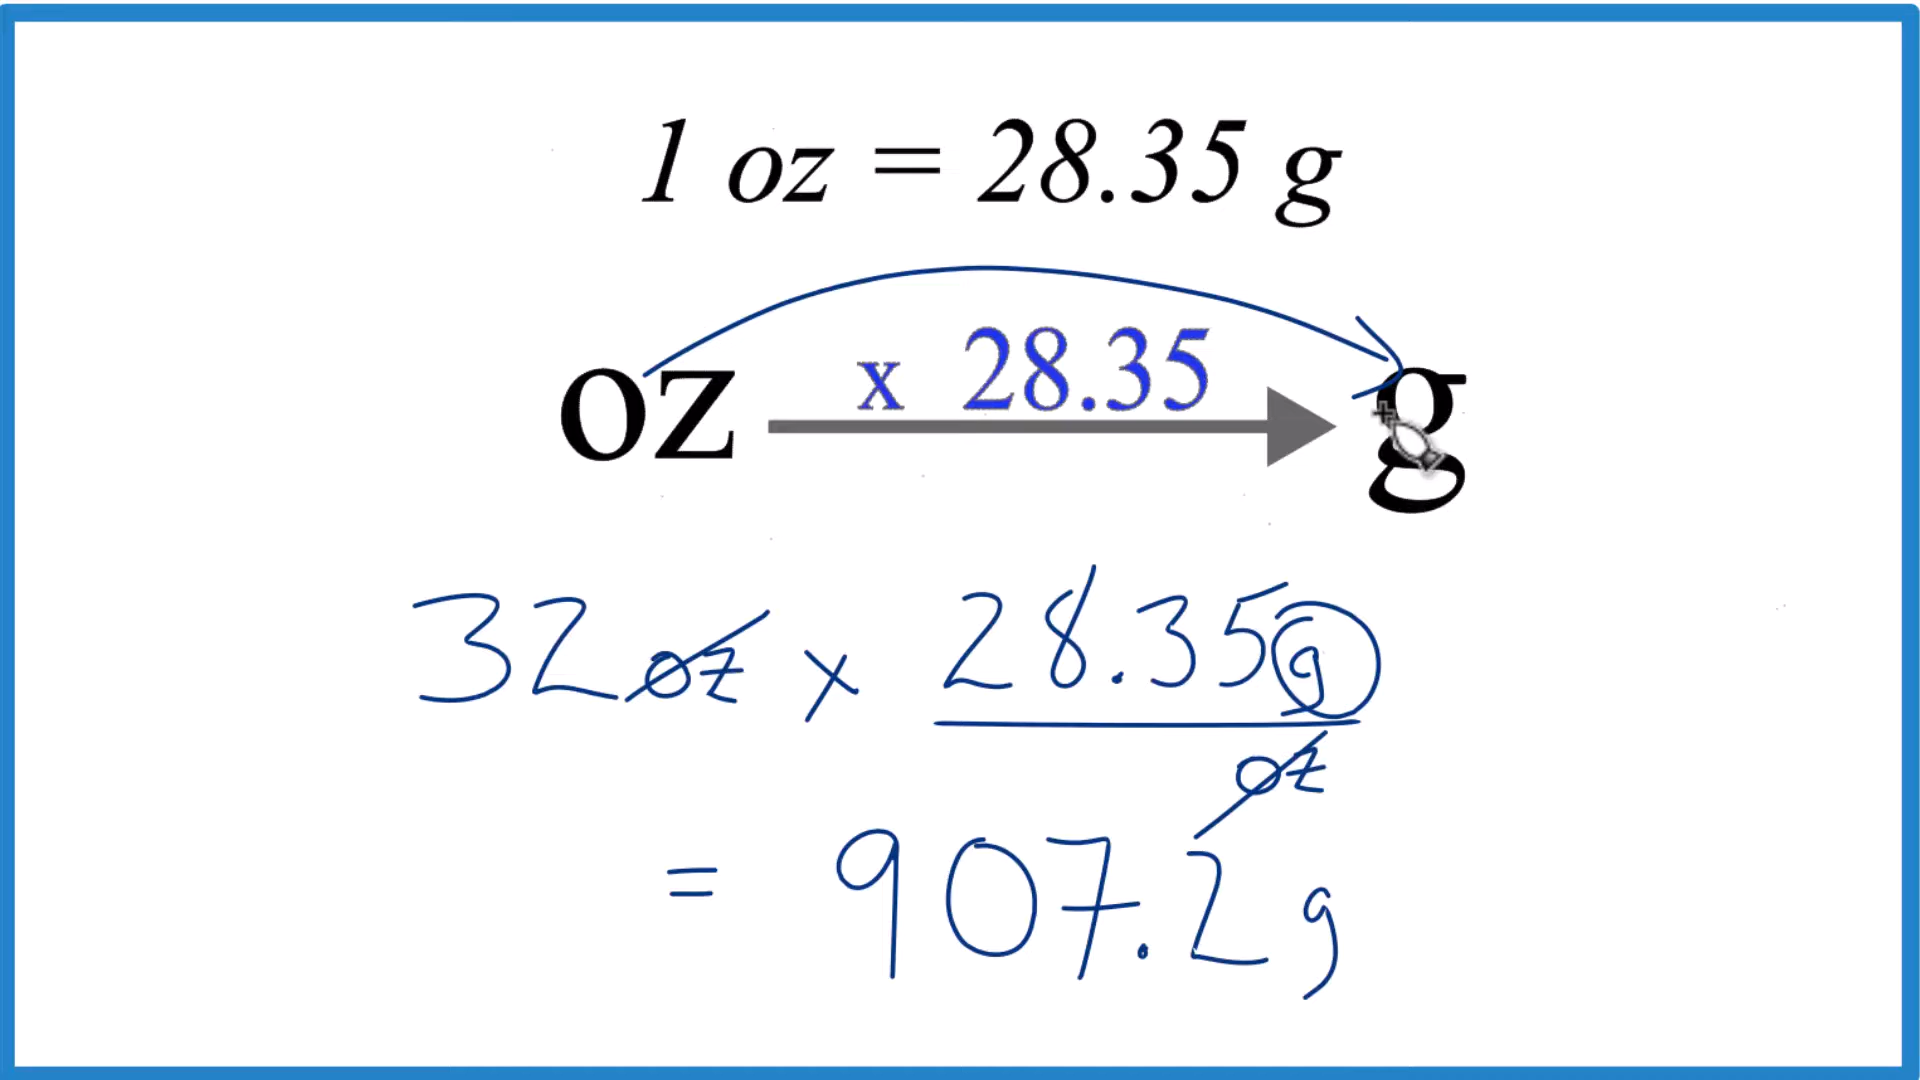 1 oz = 28.35 g
x 28.35
oz g
32 oz x 28.35 g
oz
= 907.2 g